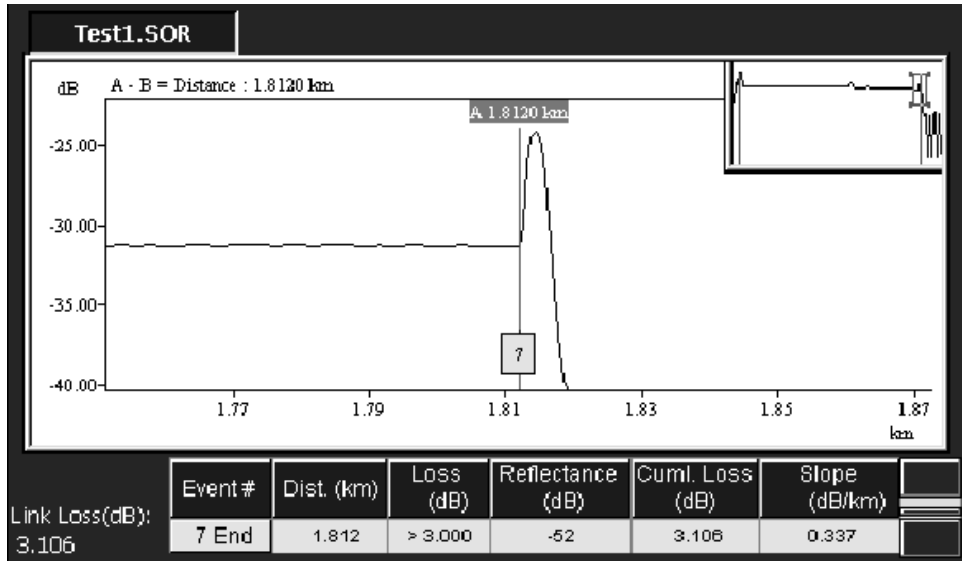 Test1.SOR
dB A - B = Distance : 1.8120 km
A 1.8120 km
-25.00
-30.00
-35.00
-40.00
7
1.77 1.79 1.81 1.83 1.85 1.87
km
Event # Dist. (km) Loss (dB) Reflectance (dB) Cuml. Loss (dB) Slope (dB/km)
7 End 1.812 > 3.000 -52 3.106 0.337
Link Loss(dB):
3.106